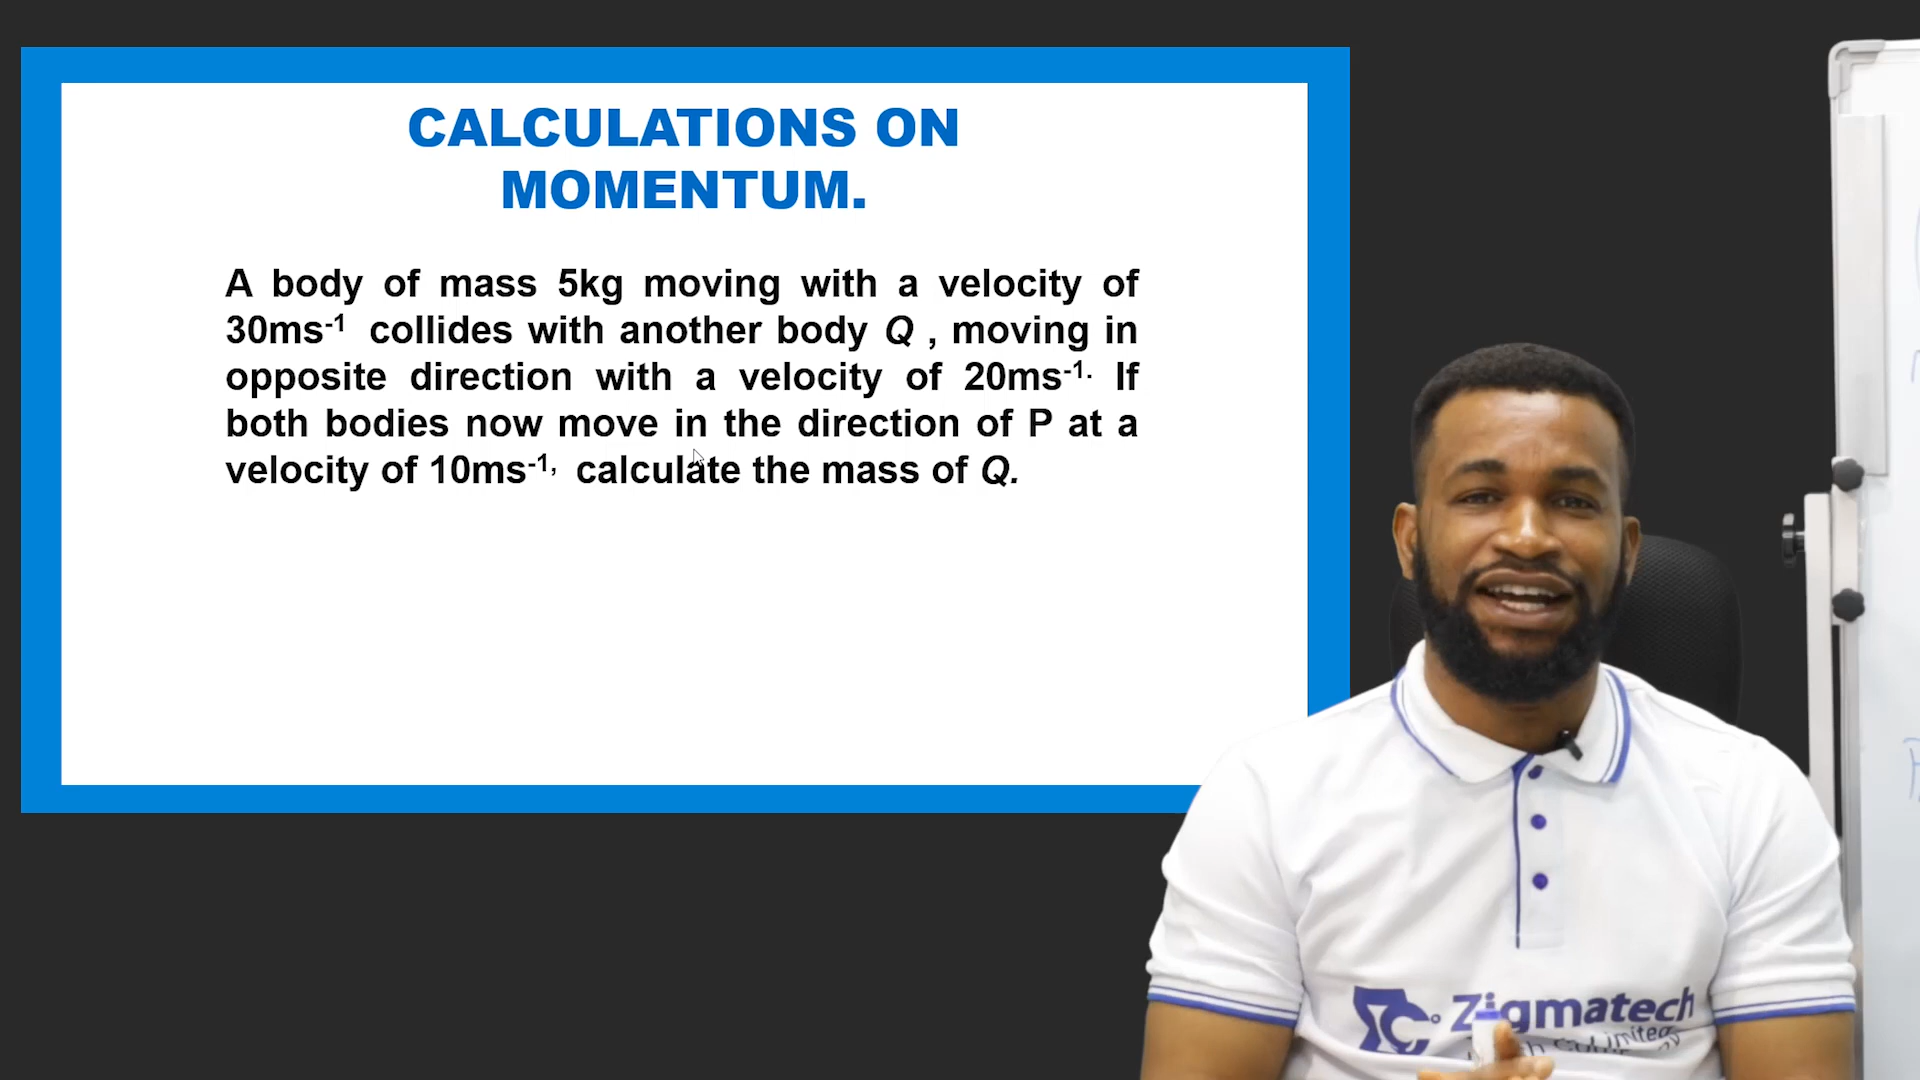 CALCULATIONS ON
MOMENTUM.
A body of mass 5kg moving with a velocity of
30ms⁻¹ collides with another body Q , moving in
opposite direction with a velocity of 20ms⁻¹· If
both bodies now move in the direction of P at a
velocity of 10ms⁻¹, calculate the mass of Q.
Zigmatech